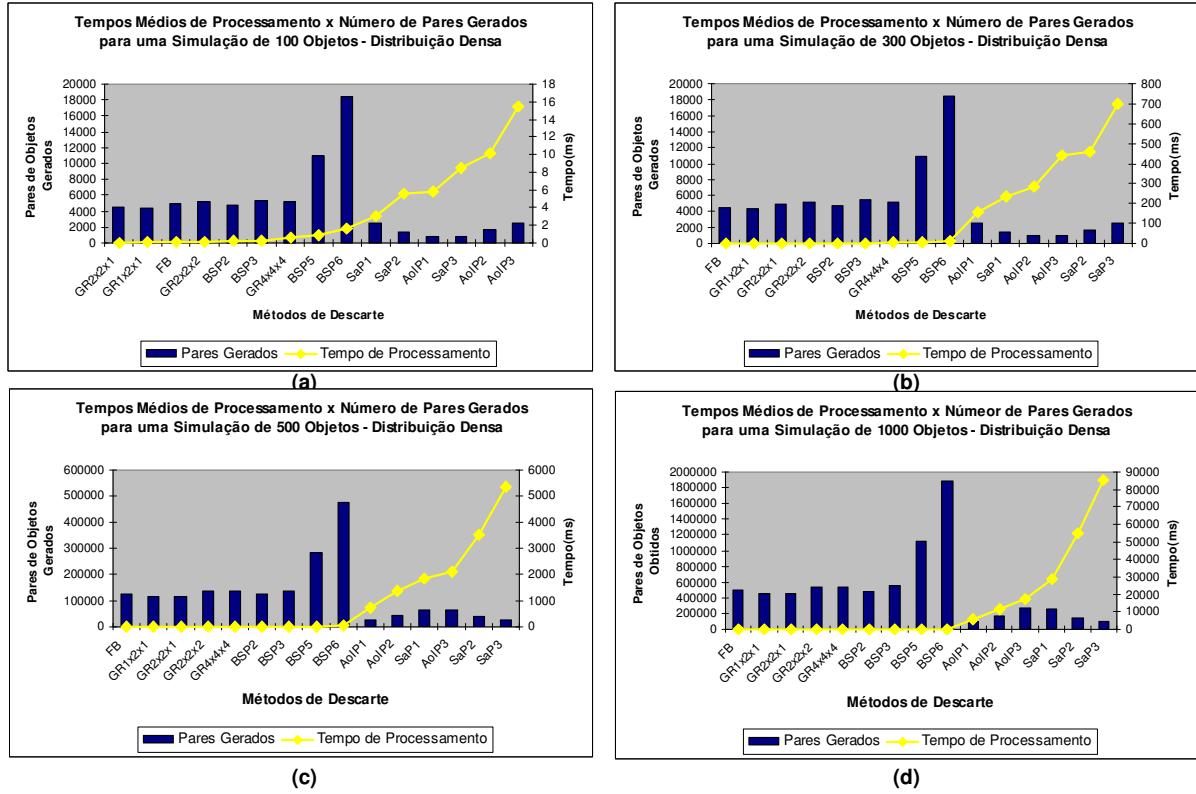 Tempos Médios de Processamento x Número de Pares Gerados
para uma Simulação de 100 Objetos - Distribuição Densa
Pares de Objetos
Gerados
20000
18000
16000
14000
12000
10000
8000
6000
4000
2000
0
18
16
14
12
10
8
6
4
2
0
Tempo(ms)
GR2x2x1
GR1x2x1
FB
GR2x2x2
BSP2
BSP3
GR4x4x4
BSP5
BSP6
SaP1
SaP2
AoIP1
SaP3
AoIP2
AoIP3
Métodos de Descarte
Pares Gerados
Tempo de Processamento
(a)
Tempos Médios de Processamento x Número de Pares Gerados
para uma Simulação de 300 Objetos - Distribuição Densa
Pares de Objetos
Gerados
20000
18000
16000
14000
12000
10000
8000
6000
4000
2000
0
800
700
600
500
400
300
200
100
0
Tempo(ms)
FB
GR1x2x1
GR2x2x1
GR2x2x2
BSP2
BSP3
GR4x4x4
BSP5
BSP6
AoIP1
SaP1
AoIP2
AoIP3
SaP2
SaP3
Métodos de Descarte
Pares Gerados
Tempo de Processamento
(b)
Tempos Médios de Processamento x Número de Pares Gerados
para uma Simulação de 500 Objetos - Distribuição Densa
Pares de Objetos
Gerados
600000
500000
400000
300000
200000
100000
0
6000
5000
4000
3000
2000
1000
0
Tempo(ms)
FB
GR1x2x1
GR2x2x1
GR2x2x2
GR4x4x4
BSP2
BSP3
BSP5
BSP6
AoIP1
AoIP2
SaP1
AoIP3
SaP2
SaP3
Métodos de Descarte
Pares Gerados
Tempo de Processamento
(c)
Tempos Médios de Processamento x Númeor de Pares Gerados
para uma Simulação de 1000 Objetos - Distribuição Densa
Pares de Objetos
Obtidos
2000000
1800000
1600000
1400000
1200000
1000000
800000
600000
400000
200000
0
90000
80000
70000
60000
50000
40000
30000
20000
10000
0
Tempo(ms)
FB
GR1x2x1
GR2x2x1
GR2x2x2
GR4x4x4
BSP2
BSP3
BSP5
BSP6
AoIP1
AoIP2
AoIP3
SaP1
SaP2
SaP3
Métodos de Descarte
Pares Gerados
Tempo de Processamento
(d)